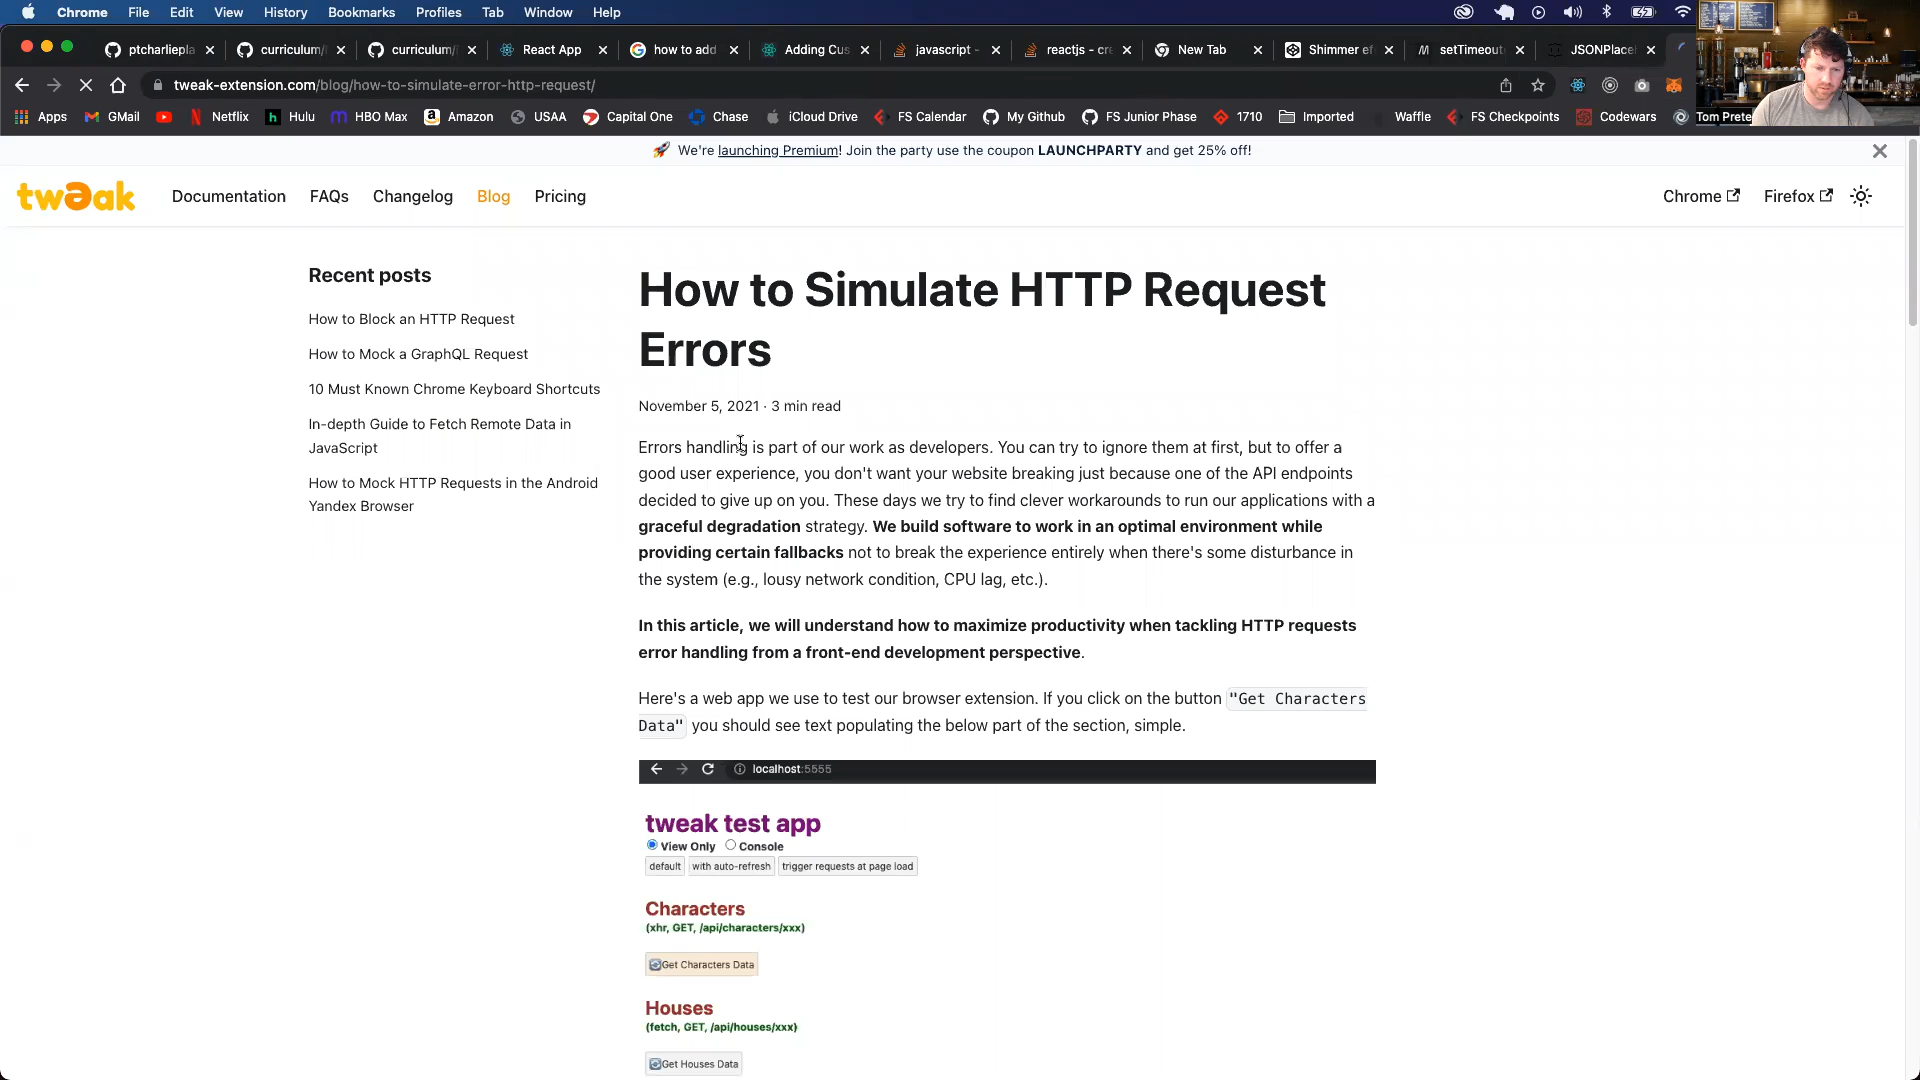 Chrome File Edit View History Bookmarks Profiles Tab Window Help
ptcharliepla curriculum/ curriculum/ React App how to add Adding Cus javascript - reactjs - cr New Tab Shimmer ef setTimeout JSONPlace
tweak-extension.com/blog/how-to-simulate-error-http-request/
Apps GMail Netflix Hulu HBO Max Amazon USAA Capital One Chase iCloud Drive FS Calendar My Github FS Junior Phase 1710 Imported Waffle FS Checkpoints Codewars Tom Prete
🚀 We're launching Premium! Join the party use the coupon LAUNCHPARTY and get 25% off!
tweak Documentation FAQs Changelog Blog Pricing Chrome Firefox
Recent posts
How to Block an HTTP Request
How to Mock a GraphQL Request
10 Must Known Chrome Keyboard Shortcuts
In-depth Guide to Fetch Remote Data in
JavaScript
How to Mock HTTP Requests in the Android
Yandex Browser
How to Simulate HTTP Request
Errors
November 5, 2021 · 3 min read
Errors handling is part of our work as developers. You can try to ignore them at first, but to offer a
good user experience, you don't want your website breaking just because one of the API endpoints
decided to give up on you. These days we try to find clever workarounds to run our applications with a
graceful degradation strategy. We build software to work in an optimal environment while
providing certain fallbacks not to break the experience entirely when there's some disturbance in
the system (e.g., lousy network condition, CPU lag, etc.).
In this article, we will understand how to maximize productivity when tackling HTTP requests
error handling from a front-end development perspective.
Here's a web app we use to test our browser extension. If you click on the button "Get Characters
Data" you should see text populating the below part of the section, simple.
localhost:5555
tweak test app
View Only Console
default with auto-refresh trigger requests at page load
Characters
(xhr, GET, /api/characters/xxx)
Get Characters Data
Houses
(fetch, GET, /api/houses/xxx)
Get Houses Data